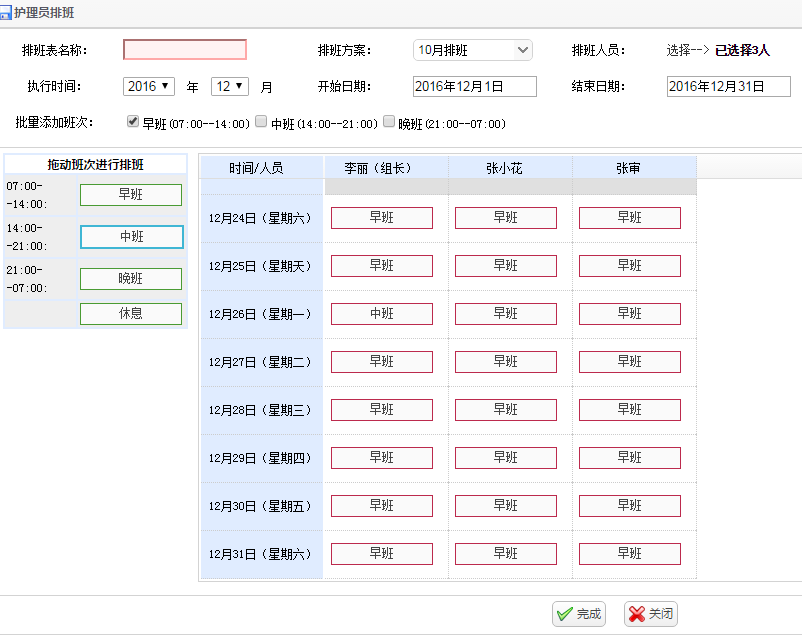 护理员排班
排班表名称： 排班方案： 10月排班 排班人员： 选择--> 已选择3人
执行时间： 2016 年 12 月 开始日期： 2016年12月1日 结束日期： 2016年12月31日
批量添加班次： 早班(07:00--14:00) 中班(14:00--21:00) 晚班(21:00--07:00)
拖动班次进行排班
07:00-
-14:00: 早班
14:00-
-21:00: 中班
21:00-
-07:00: 晚班
休息
时间/人员 李丽（组长） 张小花 张审
12月24日（星期六） 早班 早班 早班
12月25日（星期天） 早班 早班 早班
12月26日（星期一） 中班 早班 早班
12月27日（星期二） 早班 早班 早班
12月28日（星期三） 早班 早班 早班
12月29日（星期四） 早班 早班 早班
12月30日（星期五） 早班 早班 早班
12月31日（星期六） 早班 早班 早班
完成 关闭